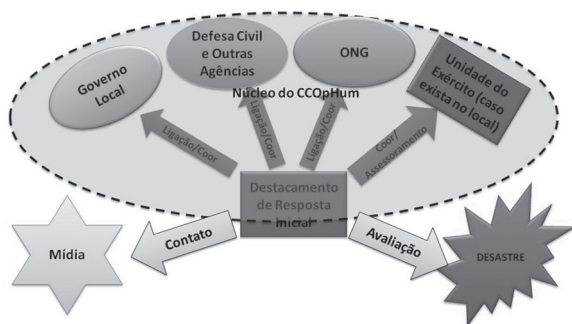 Defesa Civil
e Outras
Agências
ONG
Unidade do
Exército (caso
exista no local)
Governo
Local
Núcleo do CCOpHum
Ligação/Coor
Ligação/Coor
Ligação/Coor
Coor/
Assessoramento
Destacamento
de Resposta
Inicial
Contato
Avaliação
Mídia
DESASTRE